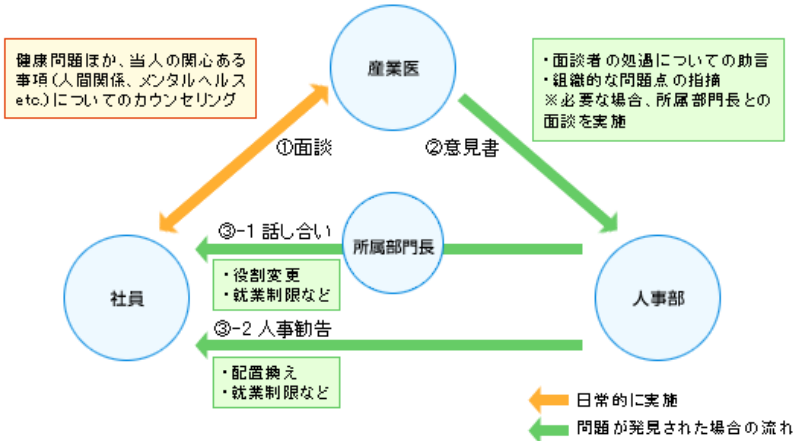 健康問題ほか、当人の関心ある
事項(人間関係、メンタルヘルス
etc.)についてのカウンセリング
産業医
・面談者の処遇についての助言
・組織的な問題点の指摘
※必要な場合、所属部門長との
面談を実施
①面談
②意見書
③-1 話し合い
所属部門長
・役割変更
・就業制限など
社員
人事部
③-2 人事勧告
・配置換え
・就業制限など
日常的に実施
問題が発見された場合の流れ